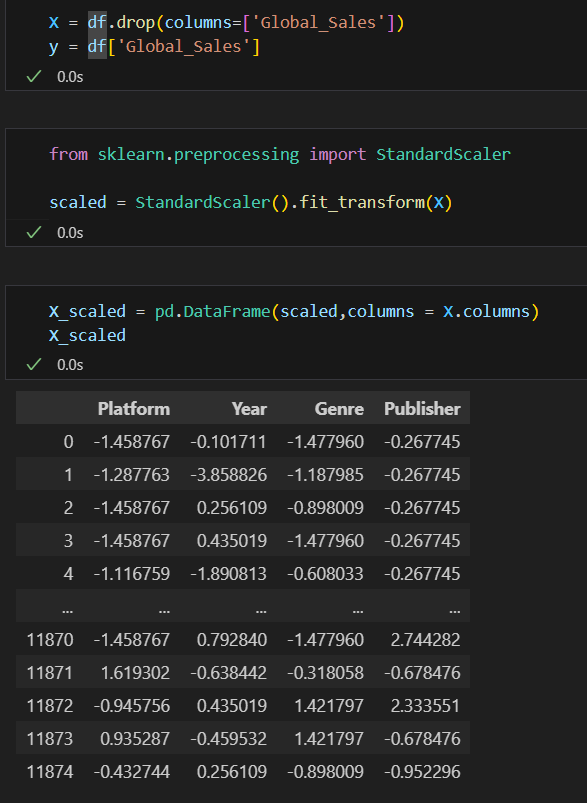 X = df.drop(columns=['Global_Sales'])
y = df['Global_Sales']
✓ 0.0s
from sklearn.preprocessing import StandardScaler
scaled = StandardScaler().fit_transform(X)
✓ 0.0s
X_scaled = pd.DataFrame(scaled,columns = X.columns)
X_scaled
✓ 0.0s
Platform Year Genre Publisher
0 -1.458767 -0.101711 -1.477960 -0.267745
1 -1.287763 -3.858826 -1.187985 -0.267745
2 -1.458767 0.256109 -0.898009 -0.267745
3 -1.458767 0.435019 -1.477960 -0.267745
4 -1.116759 -1.890813 -0.608033 -0.267745
... ... ... ... ...
11870 -1.458767 0.792840 -1.477960 2.744282
11871 1.619302 -0.638442 -0.318058 -0.678476
11872 -0.945756 0.435019 1.421797 2.333551
11873 0.935287 -0.459532 1.421797 -0.678476
11874 -0.432744 0.256109 -0.898009 -0.952296